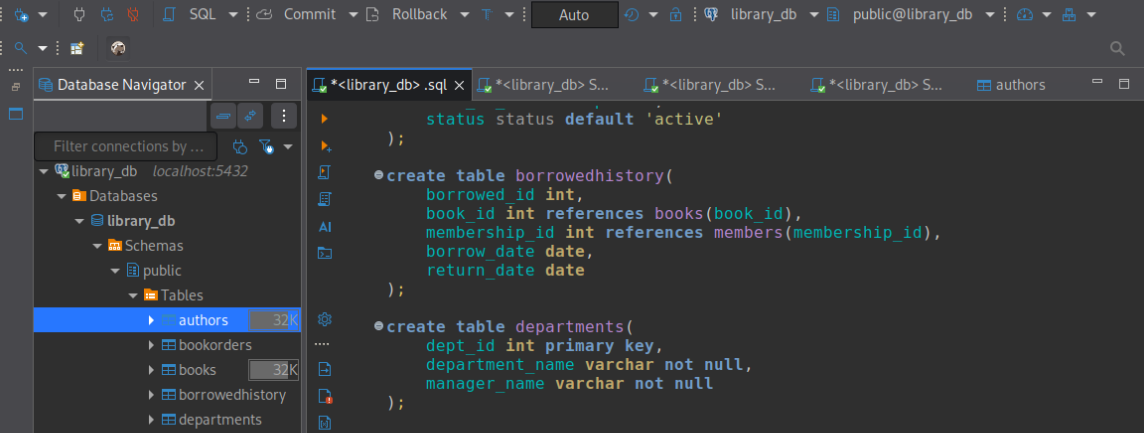 SQL Commit Rollback T Auto library_db public@library_db
Database Navigator
*<library_db> .sql *<library_db> S... *<library_db> S... *<library_db> S... authors
Filter connections by ...
library_db localhost:5432
Databases
library_db
Schemas
public
Tables
authors 32K
bookorders
books 32K
borrowedhistory
departments
AI
status status default 'active'
);
create table borrowedhistory(
borrowed_id int,
book_id int references books(book_id),
membership_id int references members(membership_id),
borrow_date date,
return_date date
);
create table departments(
dept_id int primary key,
department_name varchar not null,
manager_name varchar not null
);